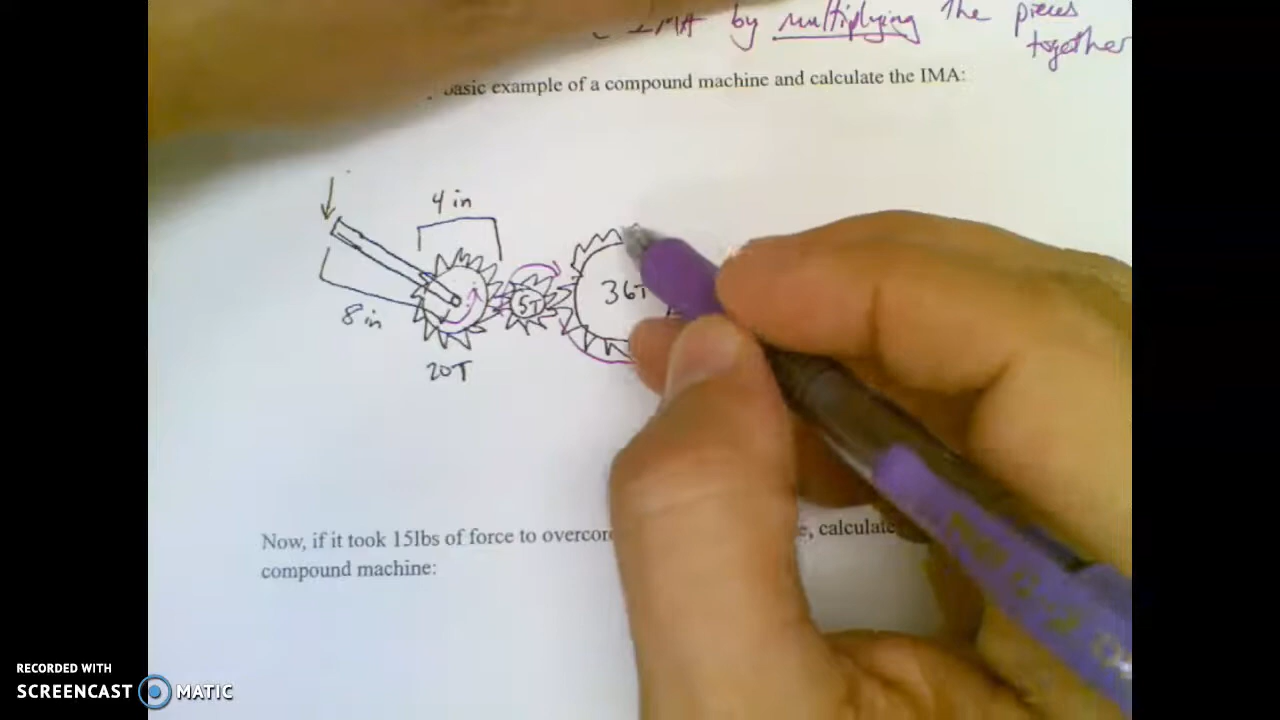 IMA by multiplying the pieces
together
basic example of a compound machine and calculate the IMA:
4 in
8 in
5T
36T
20T
Now, if it took 15lbs of force to , calculate
compound machine:
RECORDED WITH
SCREENCAST MATIC